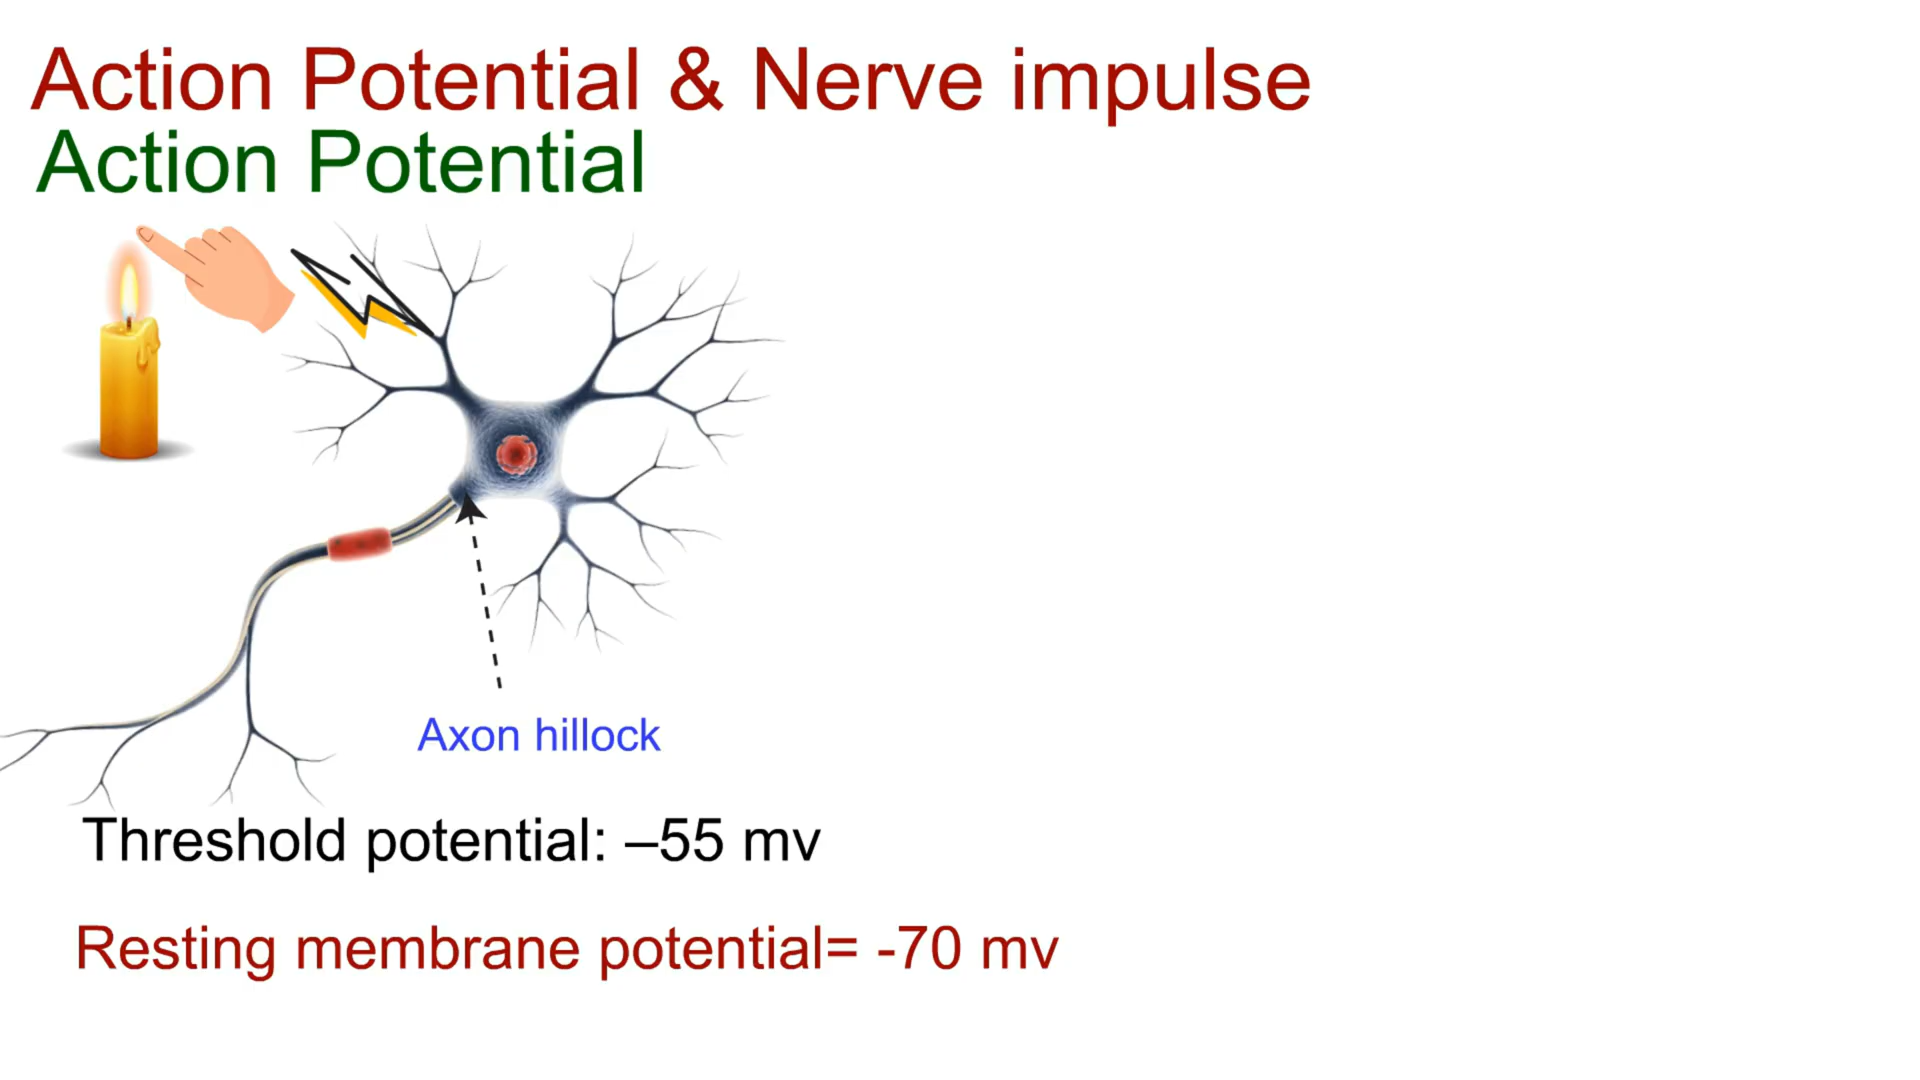 Action Potential & Nerve impulse
Action Potential
Axon hillock
Threshold potential: –55 mv
Resting membrane potential= -70 mv